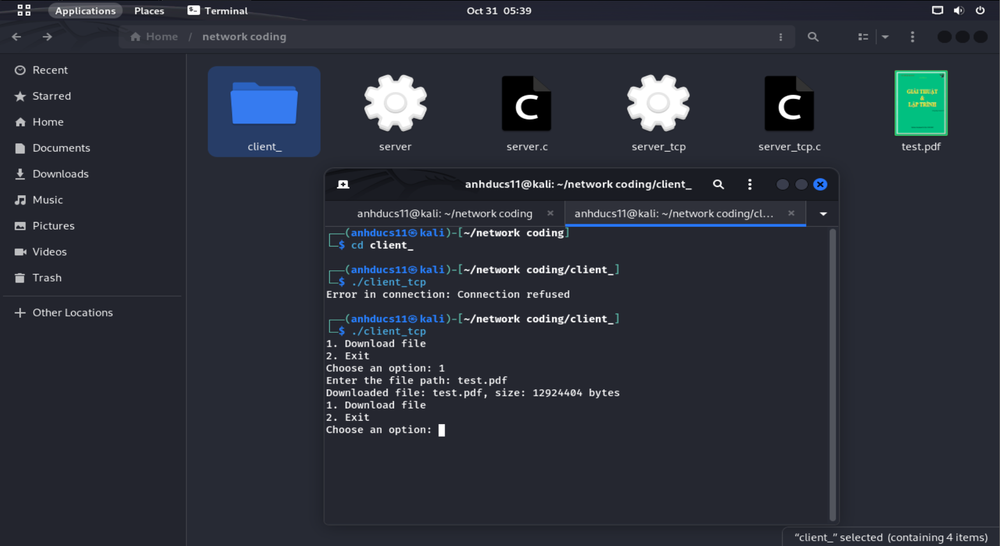 Applications Places Terminal Oct 31 05:39
Home / network coding
Recent
Starred
Home
Documents
Downloads
Music
Pictures
Videos
Trash
Other Locations
GIẢI THUẬT
&
LẬP TRÌNH
client_ server server.c server_tcp server_tcp.c test.pdf
anhducs11@kali: ~/network coding/client_
anhducs11@kali: ~/network coding anhducs11@kali: ~/network coding/cl...
(anhducs11㉿kali)-[~/network coding]
$ cd client_
(anhducs11㉿kali)-[~/network coding/client_]
$ ./client_tcp
Error in connection: Connection refused
(anhducs11㉿kali)-[~/network coding/client_]
$ ./client_tcp
1. Download file
2. Exit
Choose an option: 1
Enter the file path: test.pdf
Downloaded file: test.pdf, size: 12924404 bytes
1. Download file
2. Exit
Choose an option:
“client_” selected (containing 4 items)